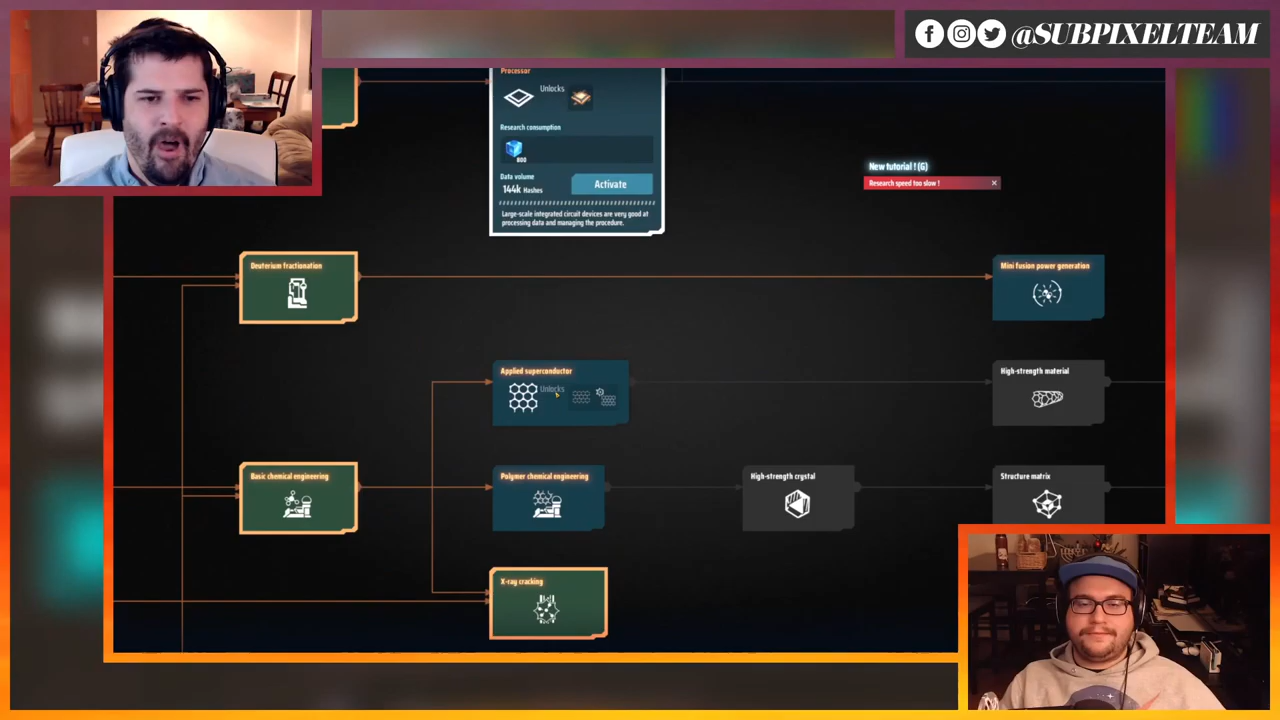 @SUBPIXELTEAM
Processor
Unlocks
Research consumption
800
Data volume
144k Hashes
Activate
Large-scale integrated circuit devices are very good at
processing data and managing the procedure.
New tutorial ! (G)
Research speed too slow !
Deuterium fractionation
Mini fusion power generation
Applied superconductor
Unlocks
High-strength material
Basic chemical engineering
Polymer chemical engineering
High-strength crystal
Structure matrix
X-ray cracking